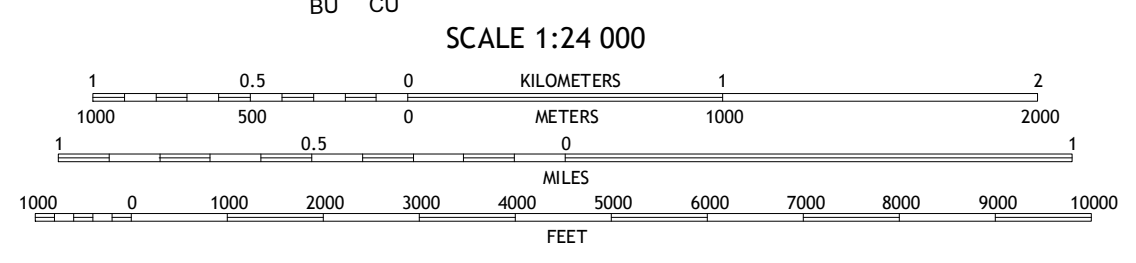 BU CU
SCALE 1:24 000
1 0.5 0 KILOMETERS 1 2
1000 500 0 METERS 1000 2000
1 0.5 0 1
MILES
1000 0 1000 2000 3000 4000 5000 6000 7000 8000 9000 10000
FEET